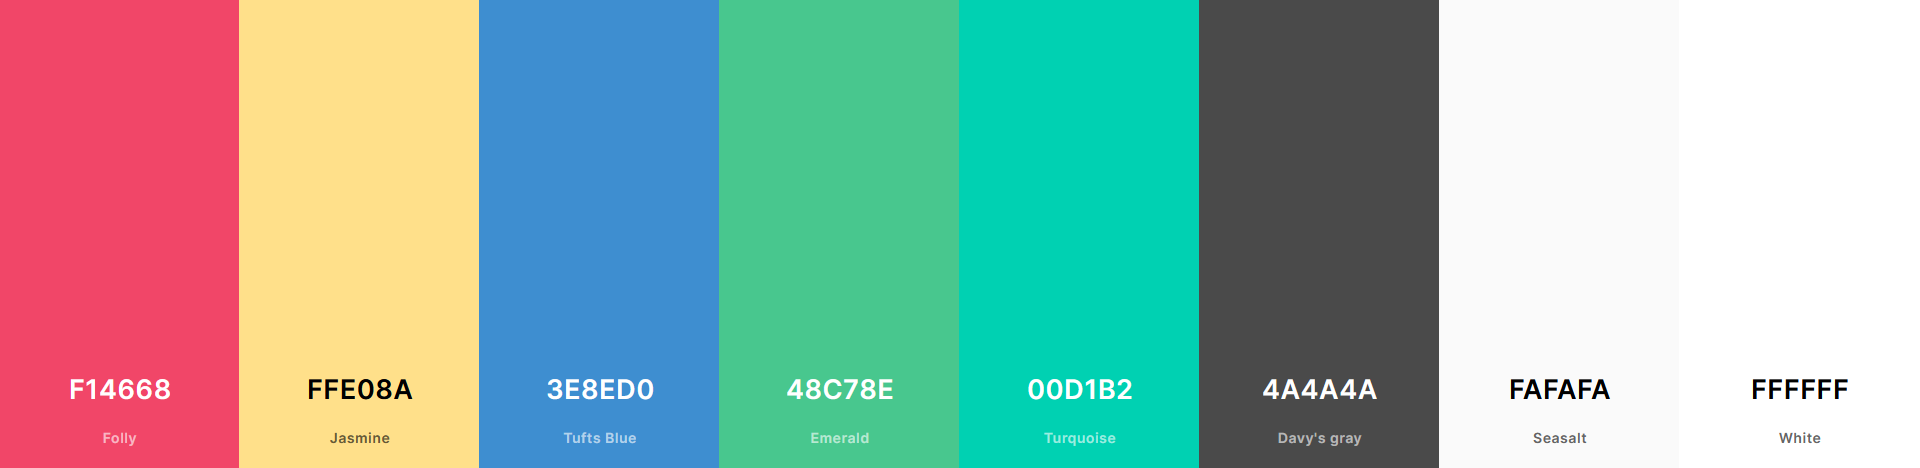 F14668
FFE08A
3E8ED0
48C78E
00D1B2
4A4A4A
FAFAFA
FFFFFF
Folly
Jasmine
Tufts Blue
Emerald
Turquoise
Davy's gray
Seasalt
White